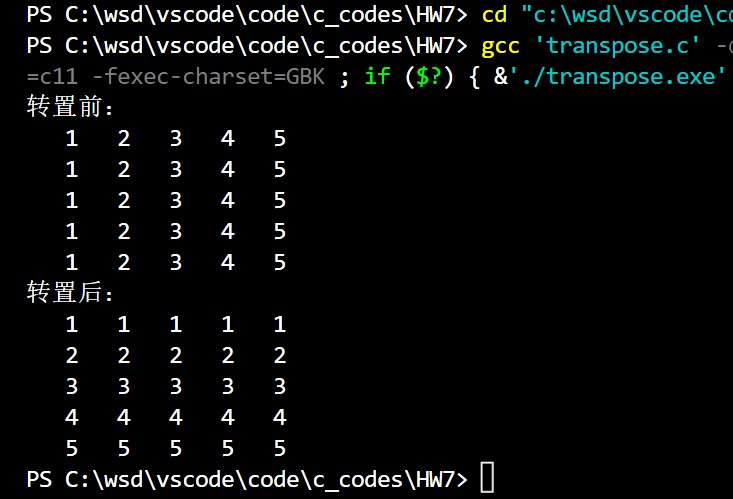 PS C:\wsd\vscode\code\c_codes\HW7> cd "c:\wsd\vscode\co
PS C:\wsd\vscode\code\c_codes\HW7> gcc 'transpose.c' -
=c11 -fexec-charset=GBK ; if ($?) { &'./transpose.exe'
转置前:
1 2 3 4 5
1 2 3 4 5
1 2 3 4 5
1 2 3 4 5
1 2 3 4 5
转置后:
1 1 1 1 1
2 2 2 2 2
3 3 3 3 3
4 4 4 4 4
5 5 5 5 5
PS C:\wsd\vscode\code\c_codes\HW7>